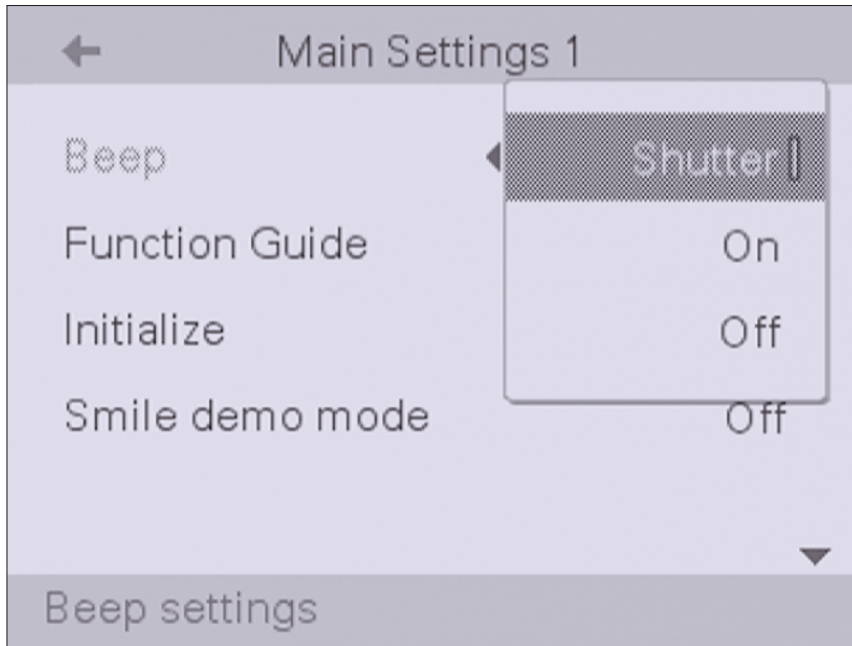 Main Settings 1
Beep
Shutter
Function Guide
On
Initialize
Off
Smile demo mode
Off
Beep settings